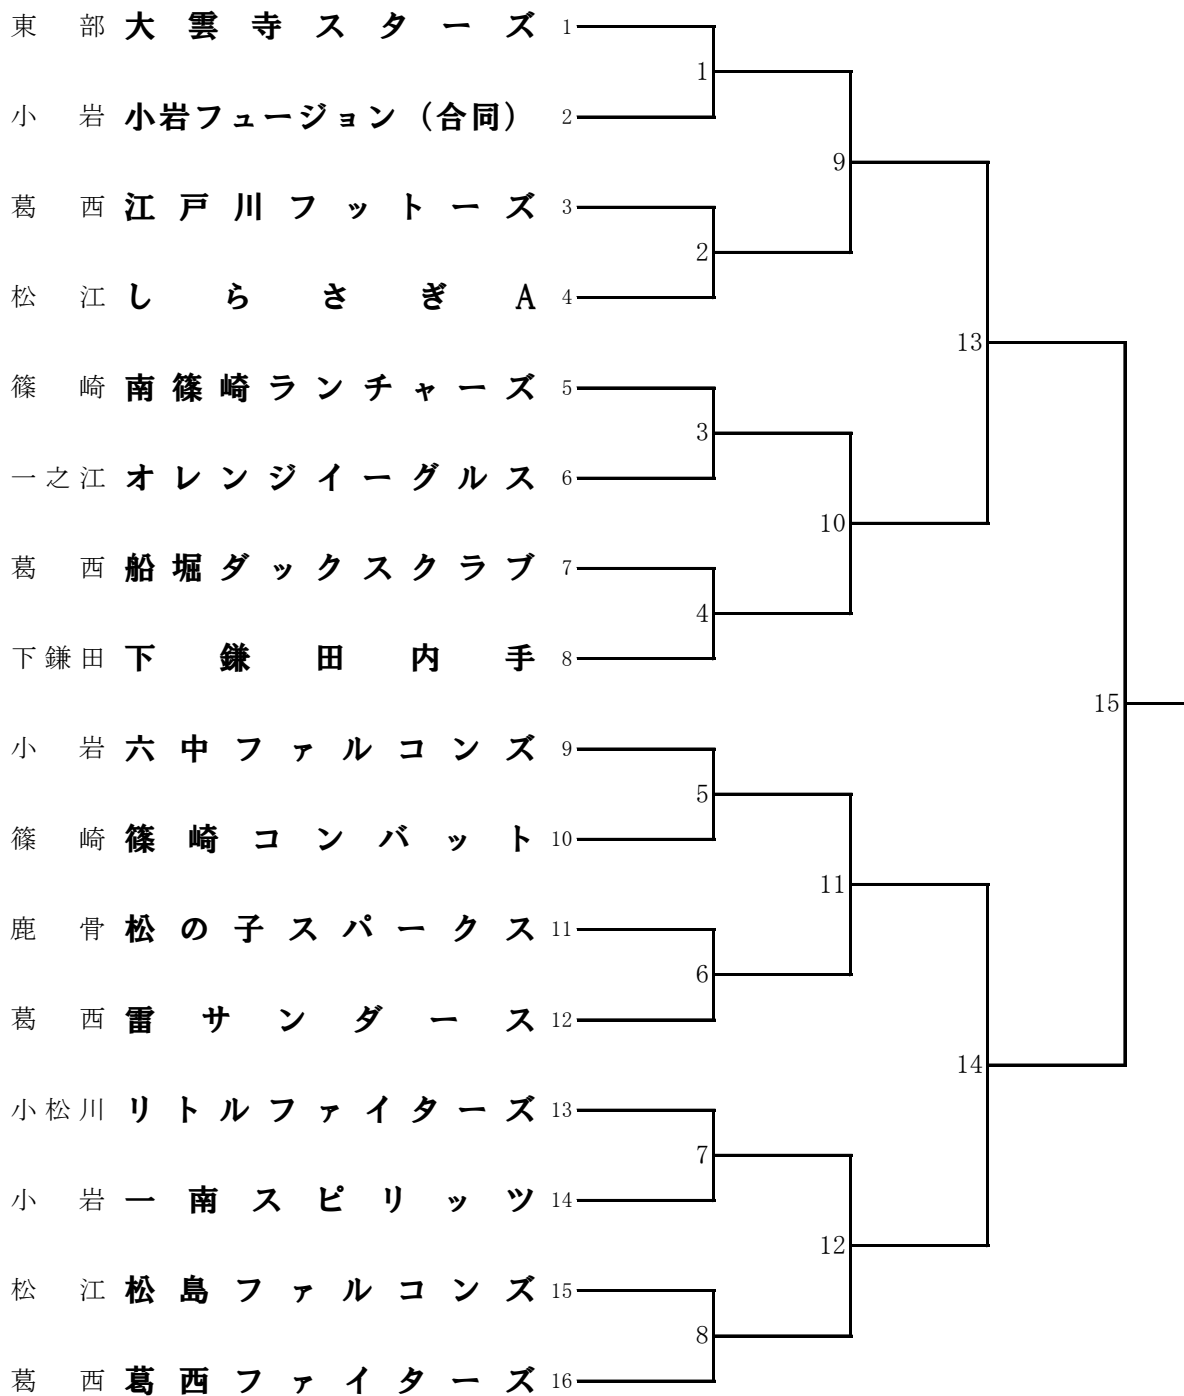 東部 大雲寺スターズ 1
1
小岩 小岩フュージョン（合同） 2
9
葛西 江戸川フットーズ 3
2
松江 しらさぎA 4
13
篠崎 南篠崎ランチャーズ 5
3
一之江 オレンジイーグルス 6
10
葛西 船堀ダックスクラブ 7
4
下鎌田 下鎌田内手 8
15
小岩 六中ファルコンズ 9
5
篠崎 篠崎コンバット 10
11
鹿骨 松の子スパークス 11
6
葛西 雷サンダース 12
14
小松川 リトルファイターズ 13
7
小岩 一南スピリッツ 14
12
松江 松島ファルコンズ 15
8
葛西 葛西ファイターズ 16